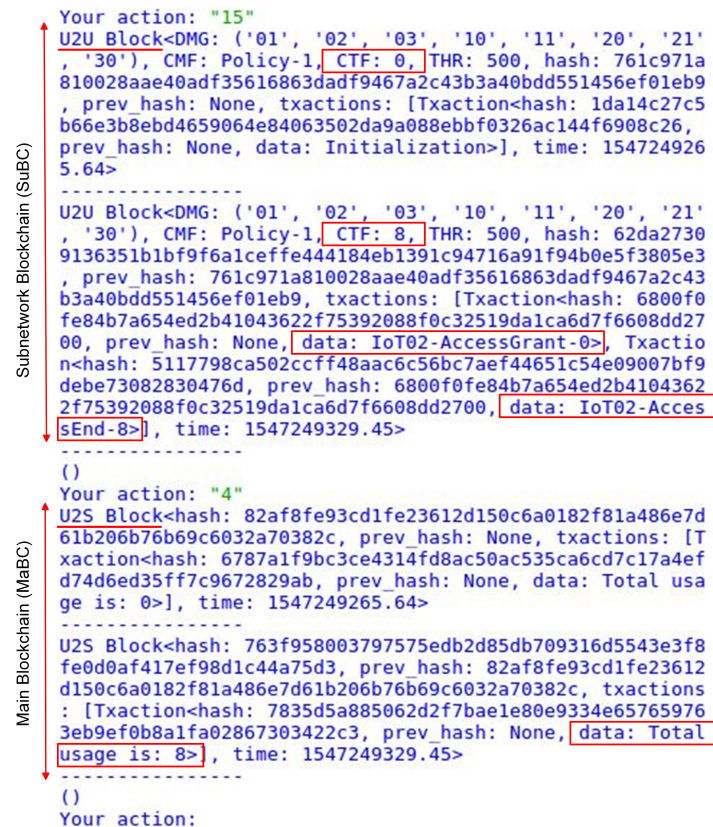 Subnetwork Blockchain (SuBC)
Your action: "15"
U2U Block<DMG: ('01', '02', '03', '10', '11', '20', '21'
, '30'), CMF: Policy-1, CTF: 0, THR: 500, hash: 761c971a
810028aae40adf35616863dadf9467a2c43b3a40bdd551456ef01eb9
, prev_hash: None, txactions: [Txaction<hash: 1da14c27c5
b66e3b8ebd4659064e84063502da9a088ebbf0326ac144f6908c26,
prev_hash: None, data: Initialization>], time: 154724926
5.64>
----------------
U2U Block<DMG: ('01', '02', '03', '10', '11', '20', '21'
, '30'), CMF: Policy-1, CTF: 8, THR: 500, hash: 62da2730
9136351b1bf9f6a1ceffe444184eb1391c94716a91f94b0e5f3805e3
, prev_hash: 761c971a810028aae40adf35616863dadf9467a2c43
b3a40bdd551456ef01eb9, txactions: [Txaction<hash: 6800f0
fe84b7a654ed2b41043622f75392088f0c32519da1ca6d7f6608dd27
00, prev_hash: None, data: IoT02-AccessGrant-0>, Txactio
n<hash: 5117798ca502ccff48aac6c56bc7aef44651c54e09007bf9
debe73082830476d, prev_hash: 6800f0fe84b7a654ed2b4104362
2f75392088f0c32519da1ca6d7f6608dd2700, data: IoT02-Acces
sEnd-8>], time: 1547249329.45>
----------------
()
Your action: "4"
Main Blockchain (MaBC)
U2S Block<hash: 82af8fe93cd1fe23612d150c6a0182f81a486e7d
61b206b76b69c6032a70382c, prev_hash: None, txactions: [T
xaction<hash: 6787a1f9bc3ce4314fd8ac50ac535ca6cd7c17a4ef
d74d6ed35ff7c9672829ab, prev_hash: None, data: Total usa
ge is: 0>], time: 1547249265.64>
----------------
U2S Block<hash: 763f958003797575edb2d85db709316d5543e3f8
fe0d0af417ef98d1c44a75d3, prev_hash: 82af8fe93cd1fe23612
d150c6a0182f81a486e7d61b206b76b69c6032a70382c, txactions
: [Txaction<hash: 7835d5a885062d2f7bae1e80e9334e65765976
3eb9ef0b8a1fa02867303422c3, prev_hash: None, data: Total
usage is: 8>], time: 1547249329.45>
----------------
()
Your action: